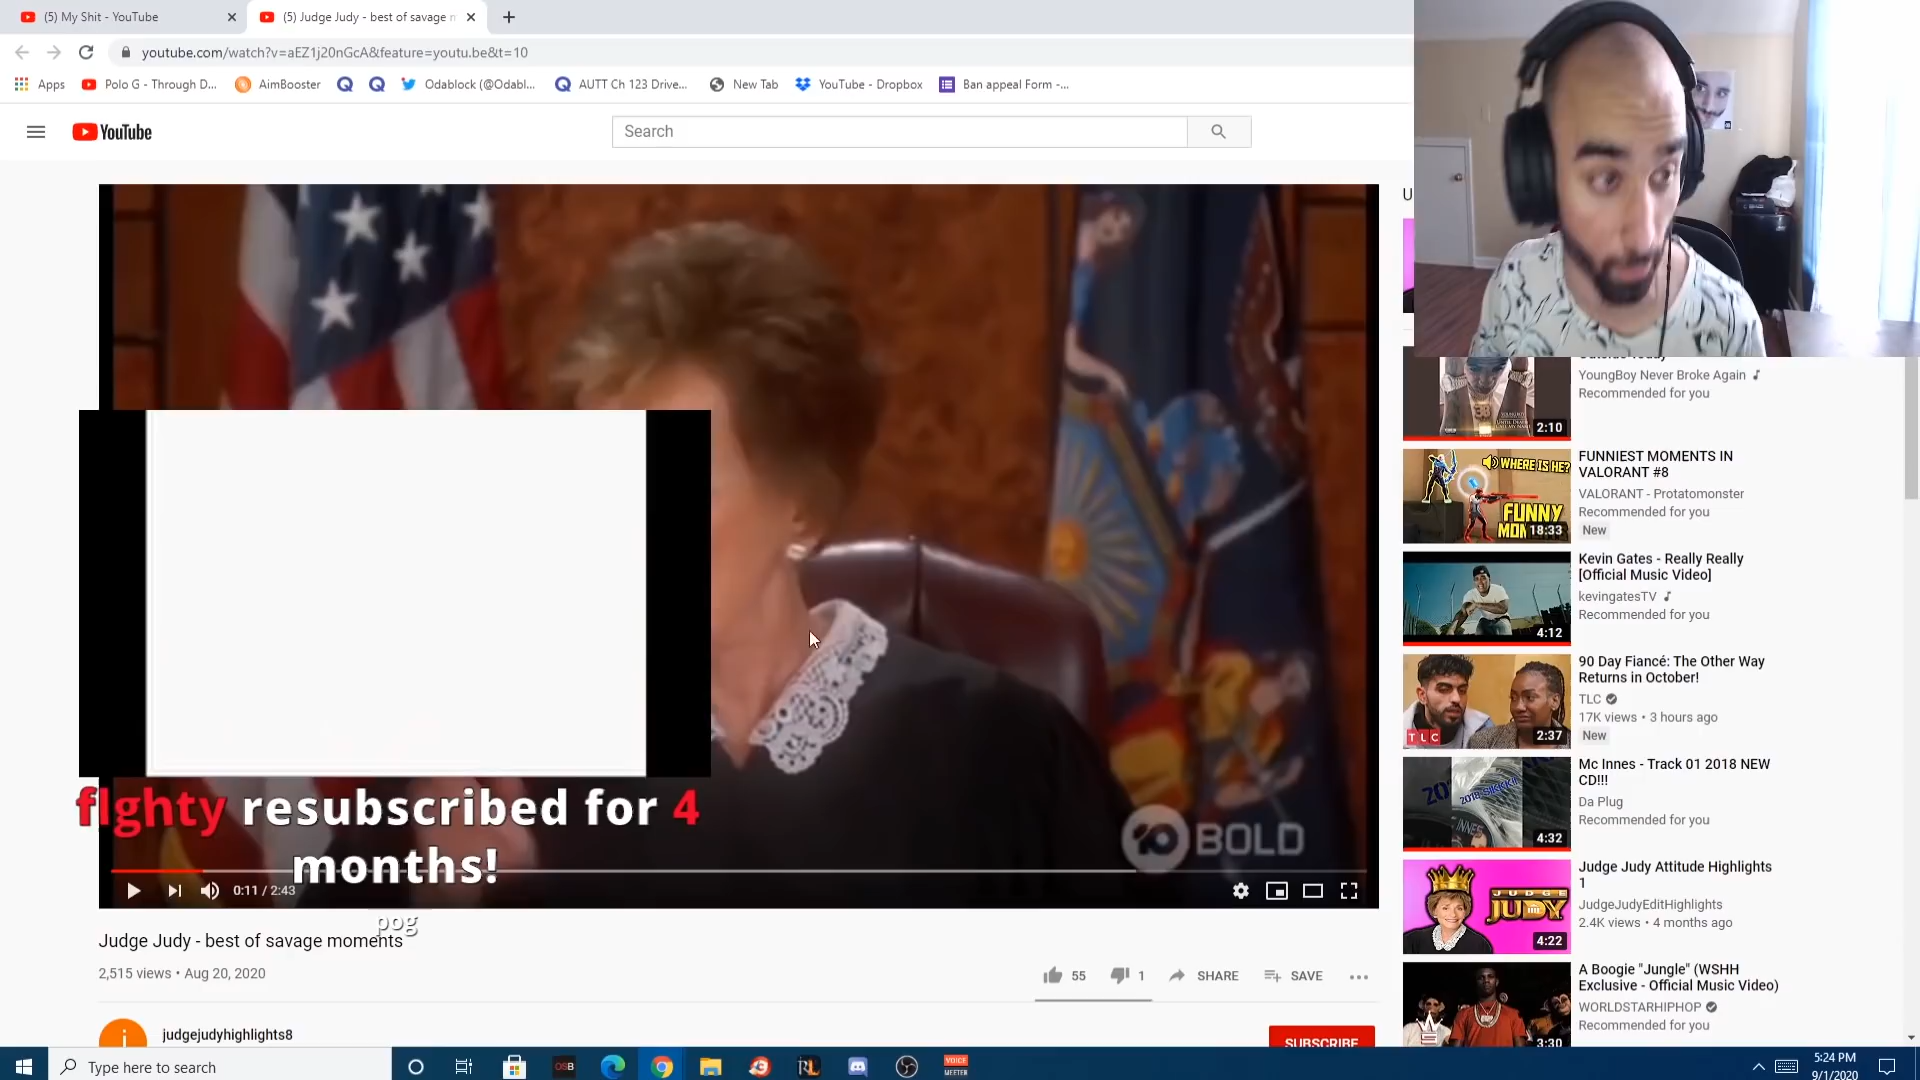 (5) My Shit - YouTube
(5) Judge Judy - best of savage m
youtube.com/watch?v=aEZ1j20nGcA&feature=youtu.be&t=10
Apps
Polo G - Through D...
AimBooster
Odablock (@Odabl...
AUTT Ch 123 Drive...
New Tab
YouTube - Dropbox
Ban appeal Form -...
YouTube
Search
U
YoungBoy Never Broke Again
Recommended for you
2:10
WHERE IS HE?
FUNNY
18:33
FUNNIEST MOMENTS IN
VALORANT #8
VALORANT - Protatomonster
Recommended for you
New
Kevin Gates - Really Really
[Official Music Video]
kevingatesTV
Recommended for you
4:12
90 Day Fiancé: The Other Way
Returns in October!
TLC
17K views • 3 hours ago
New
TLC
2:37
Mc Innes - Track 01 2018 NEW
CD!!!
Da Plug
Recommended for you
4:32
Judge Judy Attitude Highlights
1
JudgeJudyEditHighlights
2.4K views • 4 months ago
JUDGE
JUDY
4:22
A Boogie "Jungle" (WSHH
Exclusive - Official Music Video)
WORLDSTARHIPHOP
Recommended for you
3:30
10 BOLD
fIghty resubscribed for 4
months!
pog
0:11 / 2:43
Judge Judy - best of savage moments
2,515 views • Aug 20, 2020
55
1
SHARE
SAVE
judgejudyhighlights8
SUBSCRIBE
Type here to search
OSB
VOICE
MEETER
5:24 PM
9/1/2020